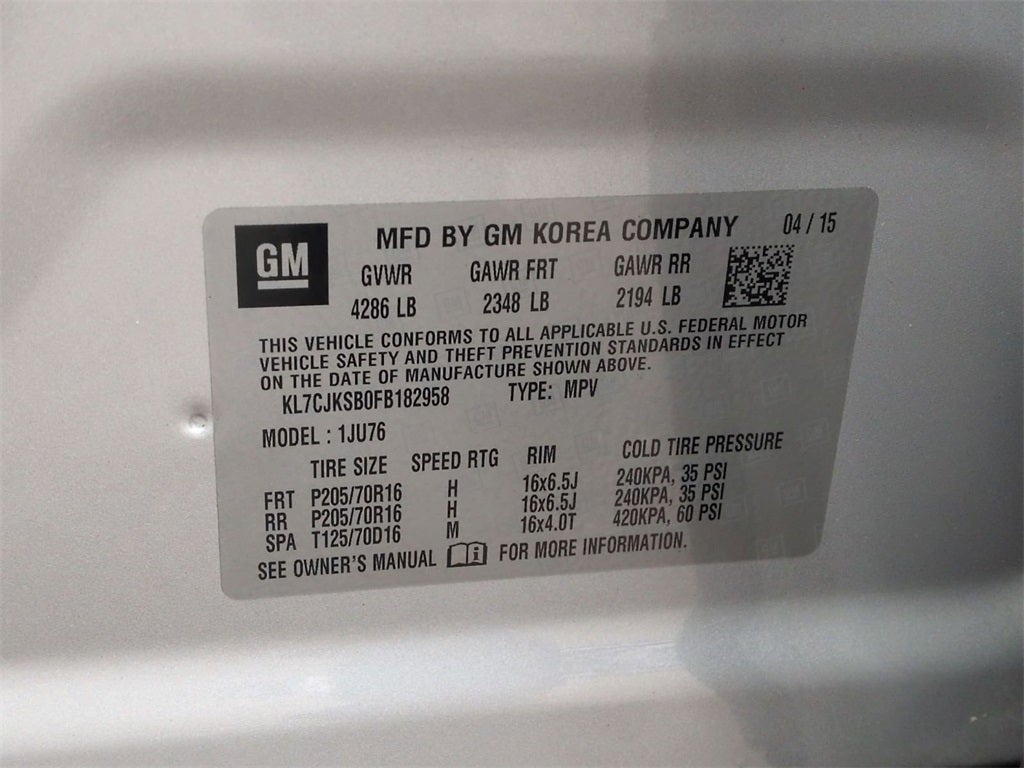 GM
MFD BY GM KOREA COMPANY 04 / 15
GVWR GAWR FRT GAWR RR
4286 LB 2348 LB 2194 LB
THIS VEHICLE CONFORMS TO ALL APPLICABLE U.S. FEDERAL MOTOR
VEHICLE SAFETY AND THEFT PREVENTION STANDARDS IN EFFECT
ON THE DATE OF MANUFACTURE SHOWN ABOVE.
KL7CJKSB0FB182958 TYPE: MPV
MODEL : 1JU76
TIRE SIZE SPEED RTG RIM COLD TIRE PRESSURE
FRT P205/70R16 H 16x6.5J 240KPA, 35 PSI
RR P205/70R16 H 16x6.5J 240KPA, 35 PSI
SPA T125/70D16 M 16x4.0T 420KPA, 60 PSI
SEE OWNER'S MANUAL i FOR MORE INFORMATION.